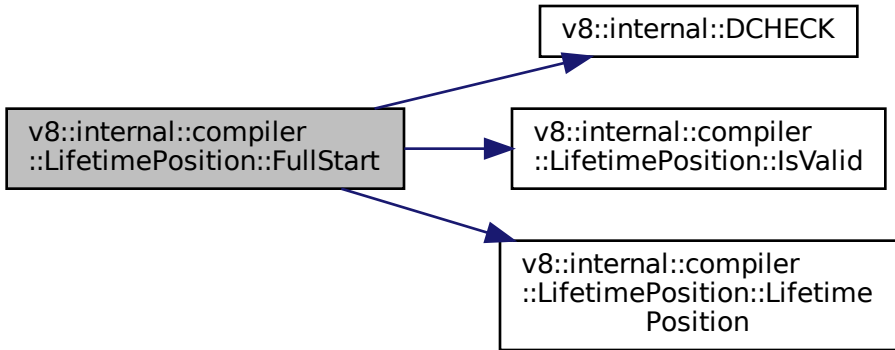 v8::internal::compiler
::LifetimePosition::FullStart
v8::internal::DCHECK
v8::internal::compiler
::LifetimePosition::IsValid
v8::internal::compiler
::LifetimePosition::Lifetime
Position